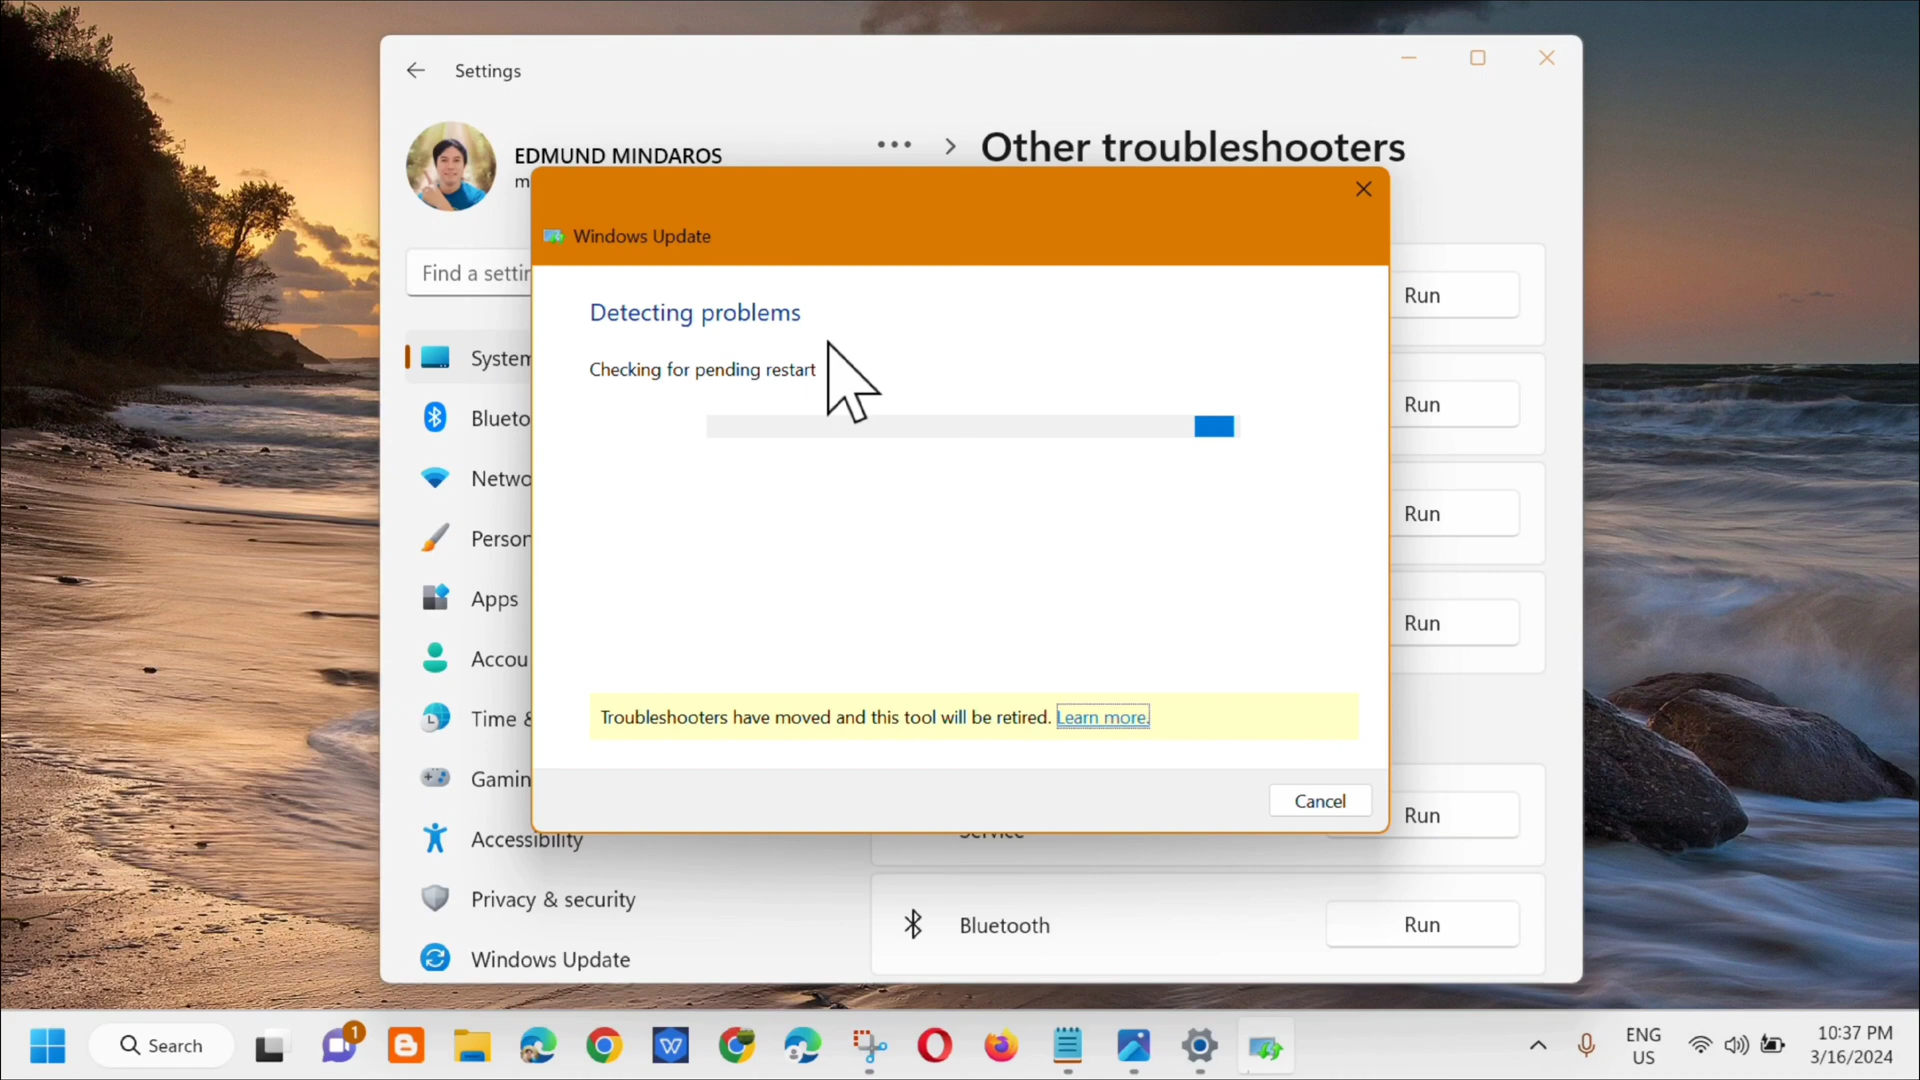 Settings
EDMUND MINDAROS
m
Other troubleshooters
Windows Update
Find a settin
Detecting problems
Checking for pending restart
System
Blueto
Netwo
Person
Apps
Accou
Time &
Gamin
Accessibility
Privacy & security
Windows Update
Troubleshooters have moved and this tool will be retired. Learn more.
Cancel
Run
Run
Run
Run
Run
Service
Bluetooth
Run
Search
1
ENG
US
10:37 PM
3/16/2024